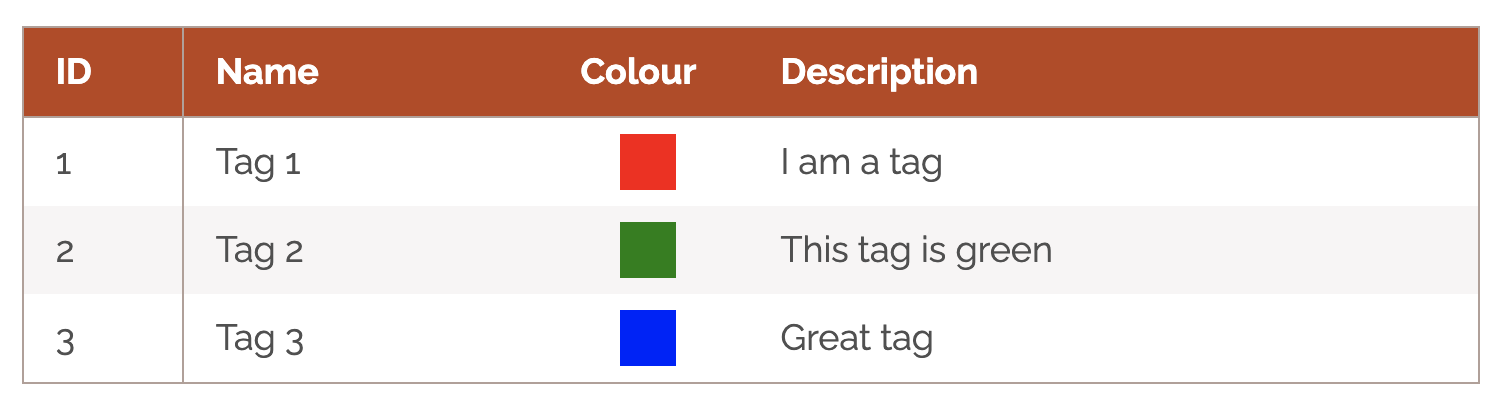 ID Name Colour Description
1 Tag 1 I am a tag
2 Tag 2 This tag is green
3 Tag 3 Great tag